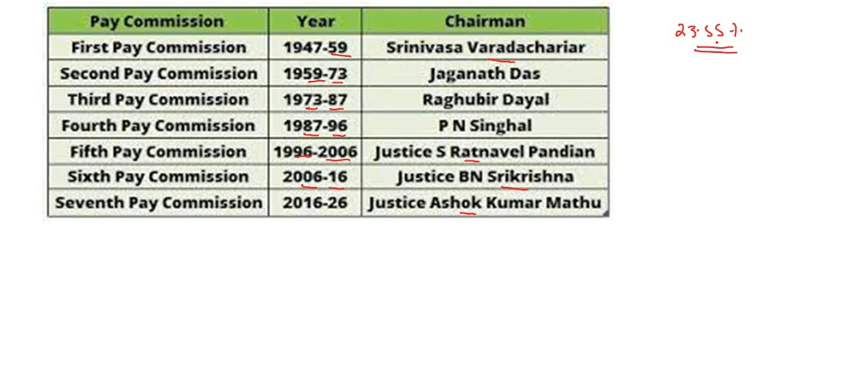 Pay Commission Year Chairman
First Pay Commission 1947-59 Srinivasa Varadachariar
Second Pay Commission 1959-73 Jaganath Das
Third Pay Commission 1973-87 Raghubir Dayal
Fourth Pay Commission 1987-96 P N Singhal
Fifth Pay Commission 1996-2006 Justice S Ratnavel Pandian
Sixth Pay Commission 2006-16 Justice BN Srikrishna
Seventh Pay Commission 2016-26 Justice Ashok Kumar Mathu
23.55%